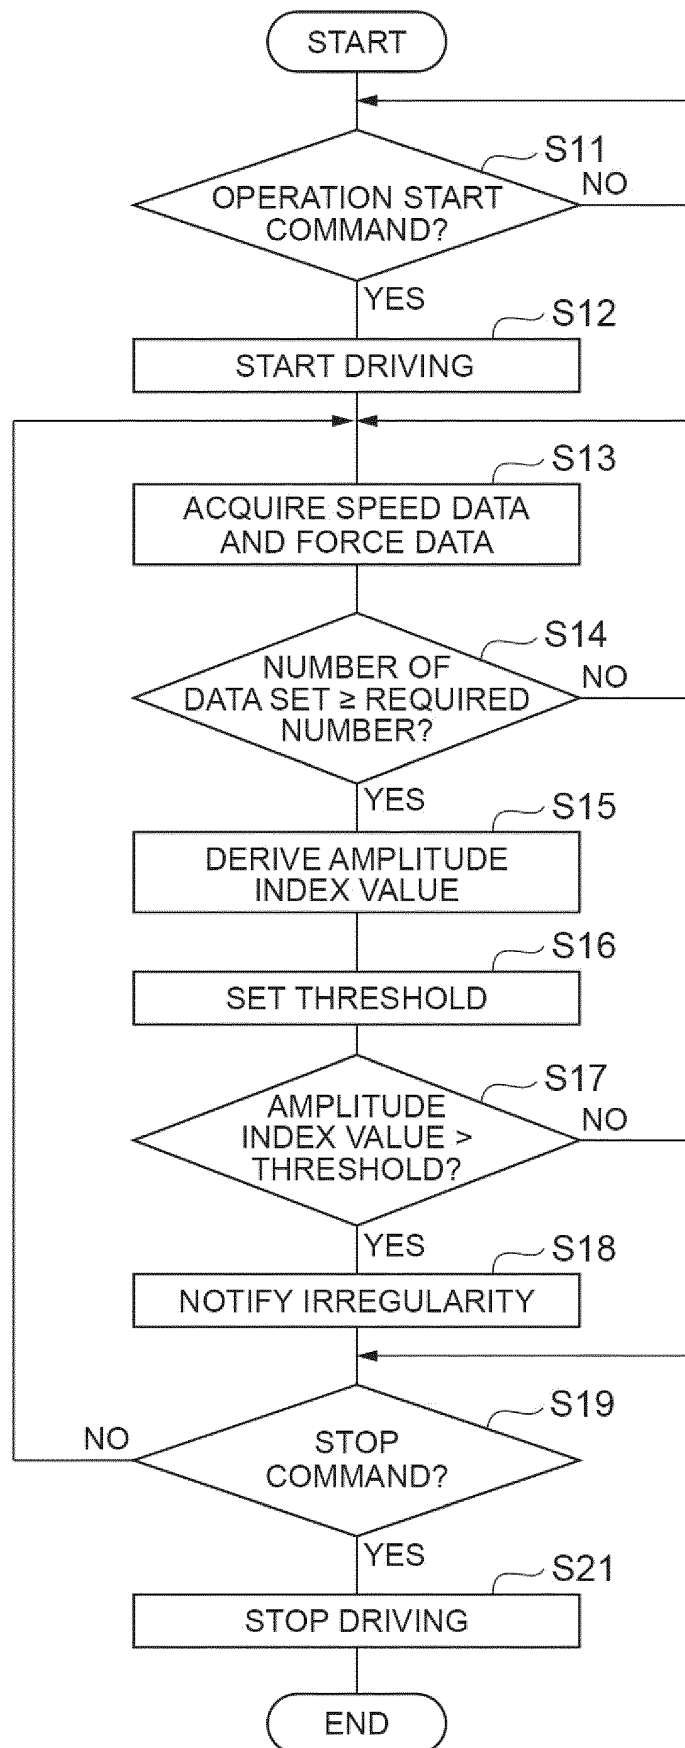 START
S11
OPERATION START
COMMAND?
NO
YES
S12
START DRIVING
S13
ACQUIRE SPEED DATA
AND FORCE DATA
S14
NUMBER OF
DATA SET ≥ REQUIRED
NUMBER?
NO
YES
S15
DERIVE AMPLITUDE
INDEX VALUE
S16
SET THRESHOLD
S17
AMPLITUDE
INDEX VALUE >
THRESHOLD?
NO
YES
S18
NOTIFY IRREGULARITY
S19
STOP
COMMAND?
NO
YES
S21
STOP DRIVING
END